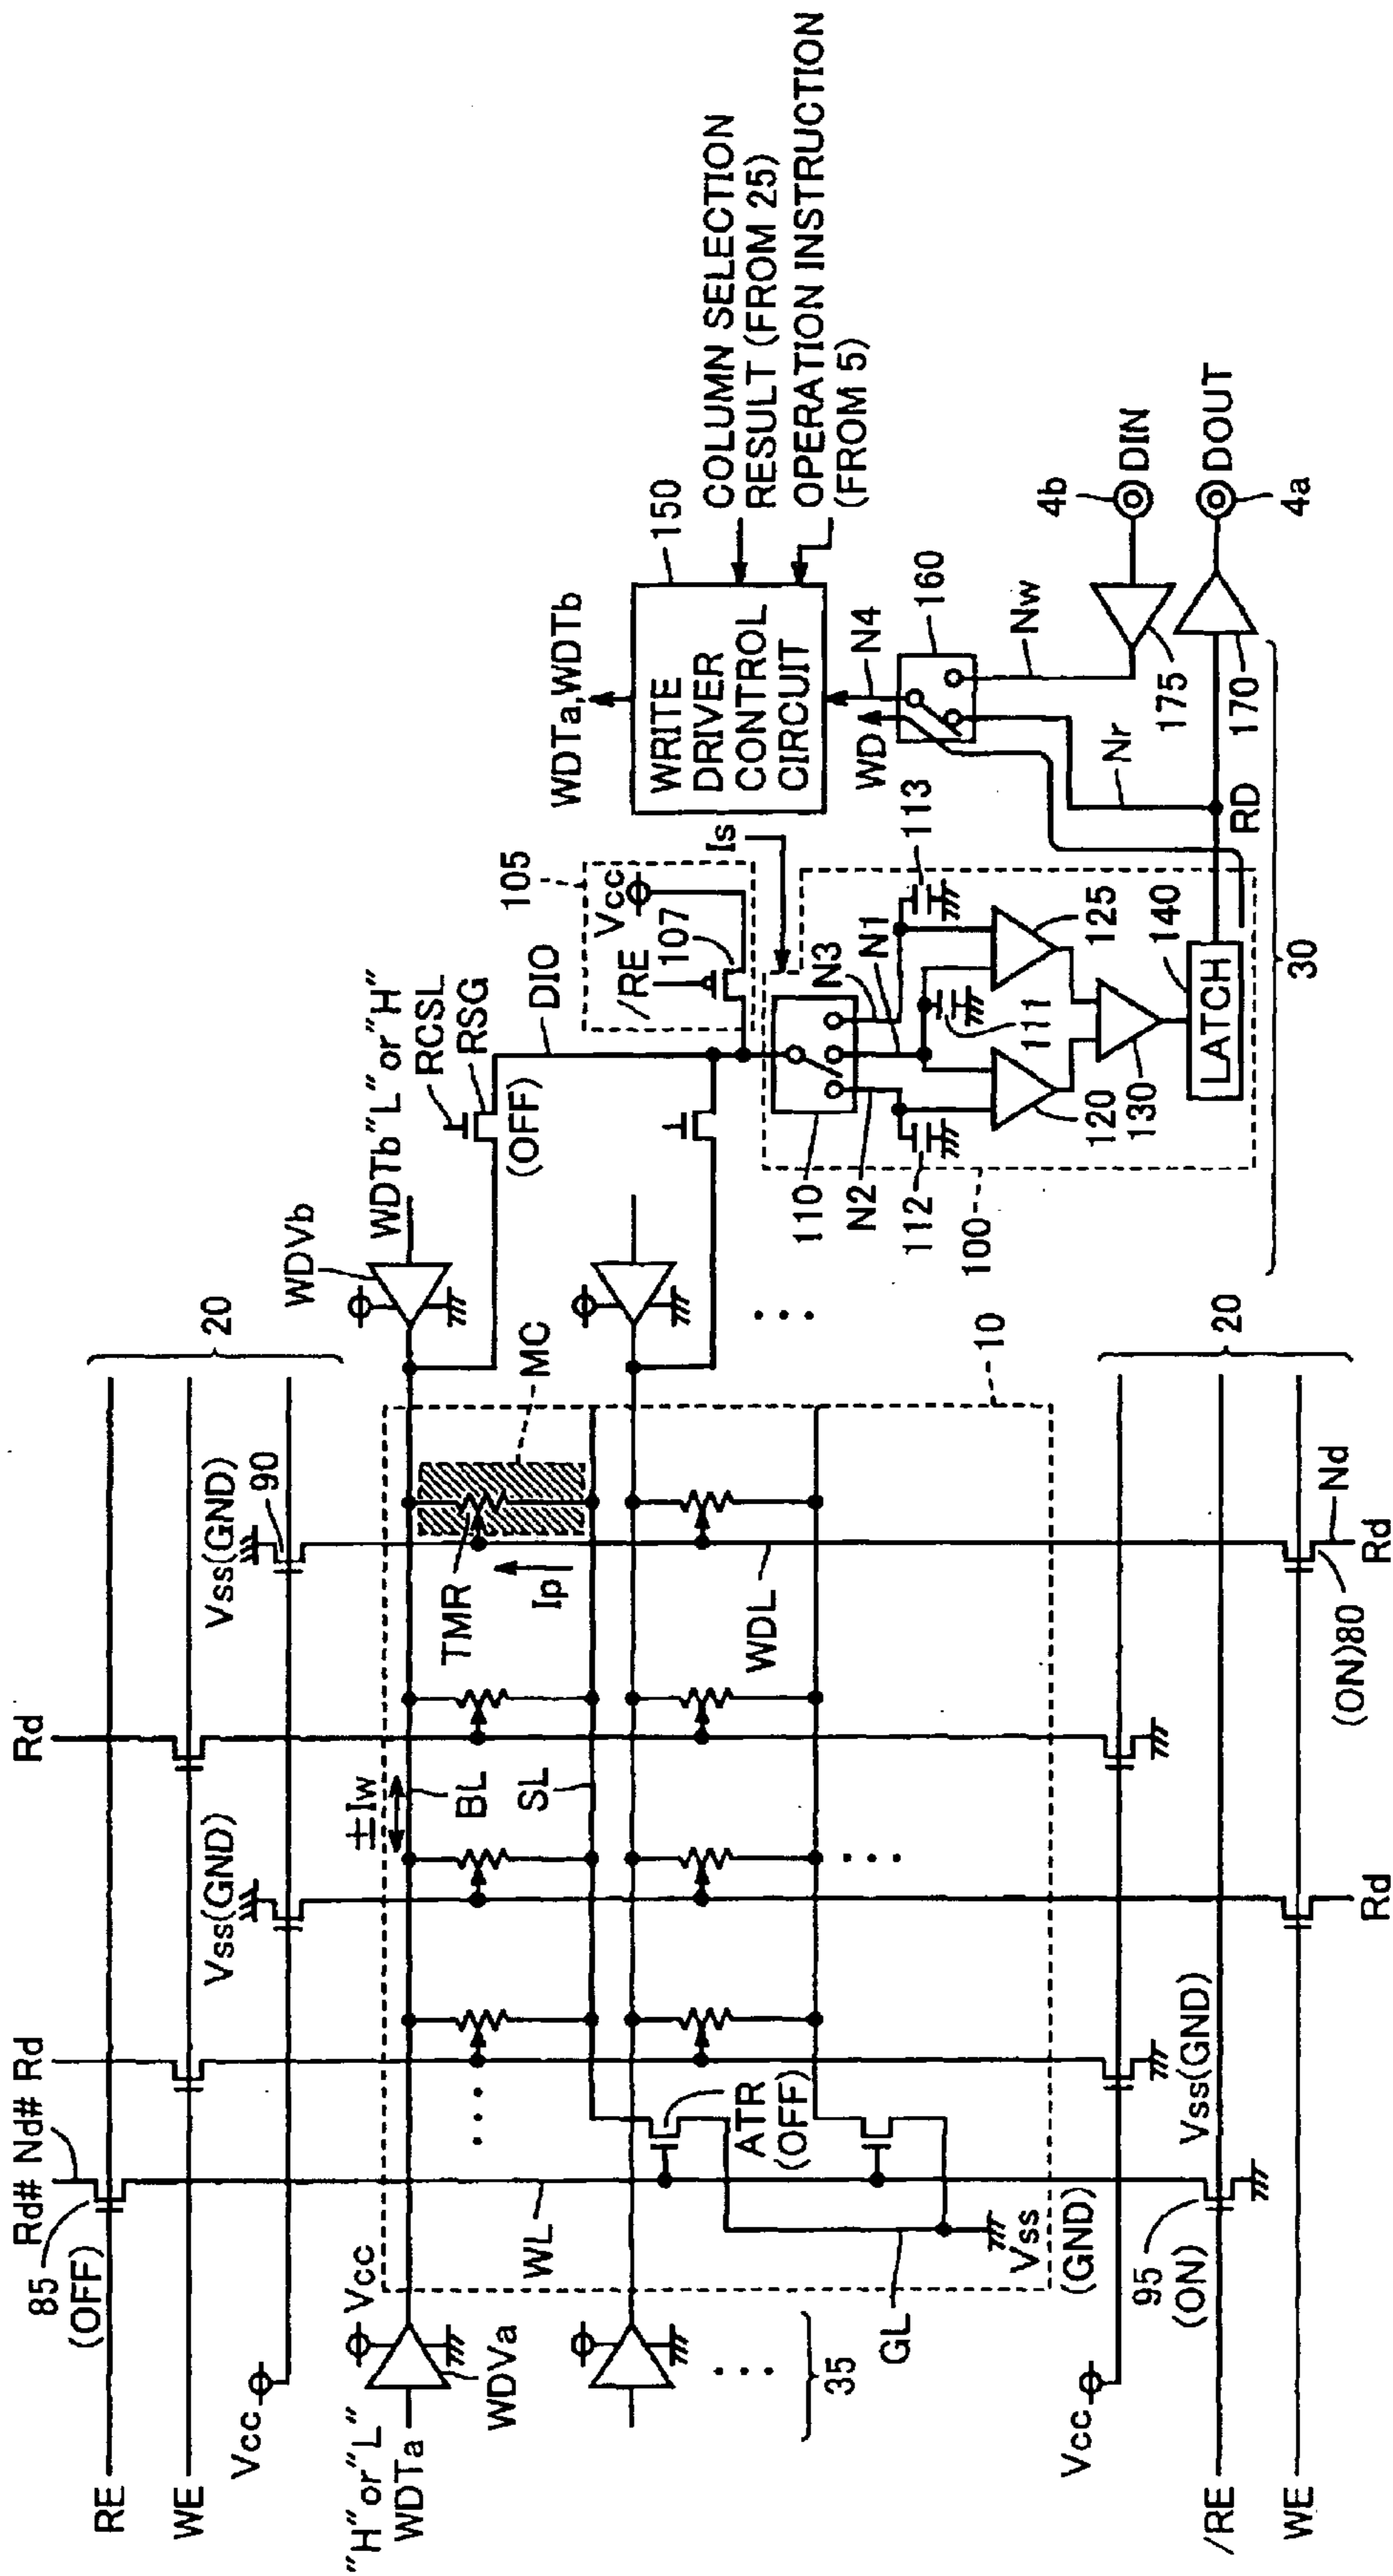 RE
WE
Vcc
"H" or "L"
WDTa
Vcc
WDVa
35
Vcc
/RE
WE
Rd# Nd# Rd
85
(OFF)
WL
GL
Vss
(GND)
ATR
(OFF)
95
(ON)
Vss(GND)
Vss(GND)
±Iw
BL
SL
Rd
Rd
Vss(GND)
90
TMR
Ip
WDL
MC
10
(ON)80
Nd
Rd
20
20
WDVb
WDTb"L" or "H"
RCSL
RSG
(OFF)
DIO
105
Vcc
/RE
107
Is
110
N2
N3
N1
112
111
113
100
120
125
130
140
LATCH
30
WDTa,WDTb
150
WRITE
DRIVER
CONTROL
CIRCUIT
COLUMN SELECTION
RESULT (FROM 25)
OPERATION INSTRUCTION
(FROM 5)
WD
N4
160
Nw
Nr
RD
175
170
4b
DIN
DOUT
4a